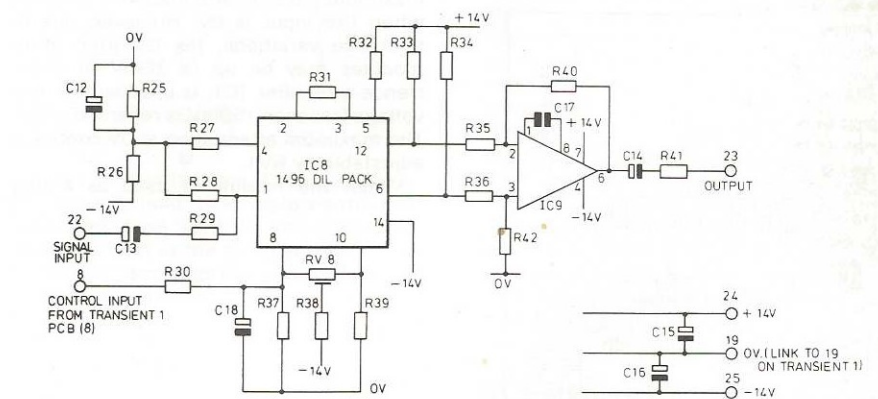 0V
C12
R25
R26
-14V
R27
R28
R29
22
SIGNAL
INPUT
C13
8
CONTROL INPUT
FROM TRANSIENT 1
PCB (8)
R30
C18
R37
RV 8
R38
-14V
R39
0V
R31
2
3
5
4
12
IC8
1495 DIL PACK
1
6
14
8
10
-14V
R32
R33
R34
+14V
R35
R36
R40
C17
+14V
1
8
2
7
3
4
6
IC9
-14V
R42
0V
C14
R41
23
OUTPUT
24
+ 14V
C15
19
0V. (LINK TO 19
ON TRANSIENT 1)
C16
25
-14V